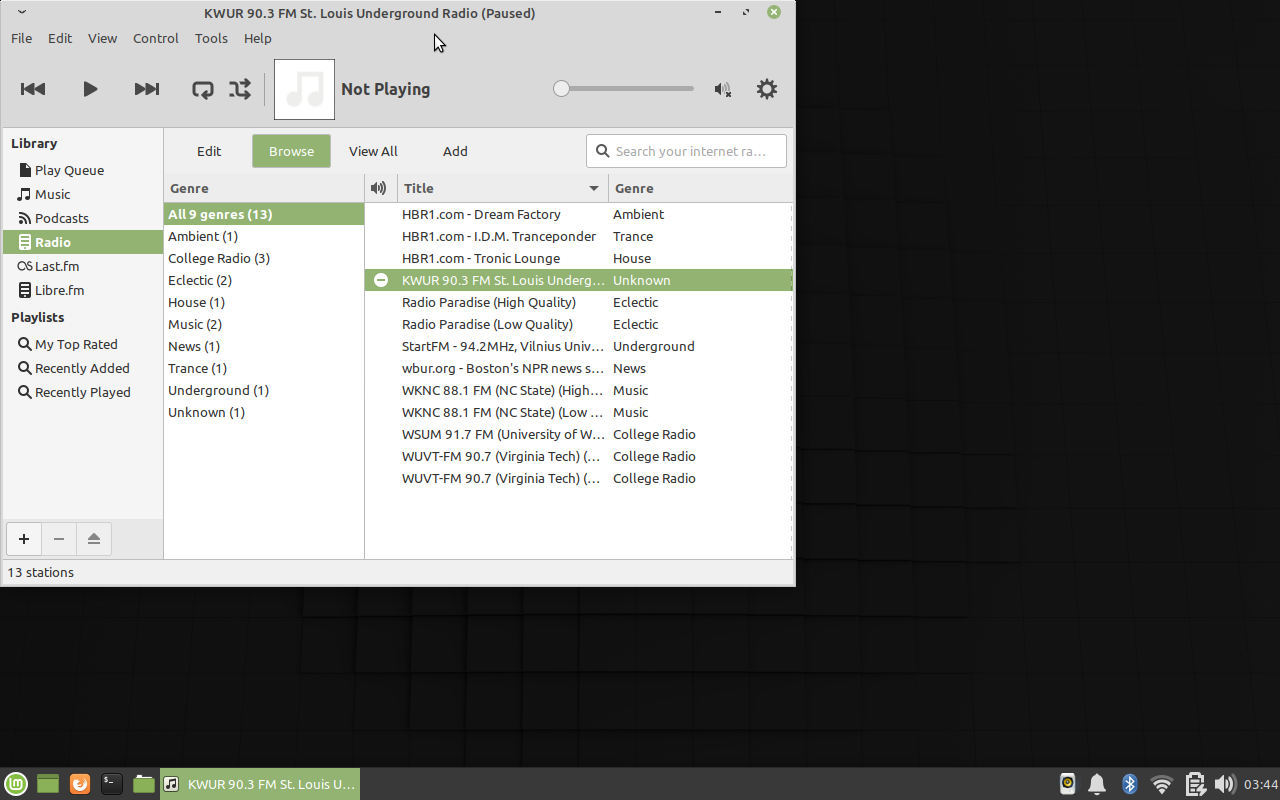 KWUR 90.3 FM St. Louis Underground Radio (Paused)
File Edit View Control Tools Help
Not Playing
Library
Play Queue
Music
Podcasts
Radio
Last.fm
Libre.fm
Playlists
My Top Rated
Recently Added
Recently Played
Edit Browse View All Add Search your internet ra...
Genre
All 9 genres (13)
Ambient (1)
College Radio (3)
Eclectic (2)
House (1)
Music (2)
News (1)
Trance (1)
Underground (1)
Unknown (1)
Title Genre
HBR1.com - Dream Factory Ambient
HBR1.com - I.D.M. Tranceponder Trance
HBR1.com - Tronic Lounge House
KWUR 90.3 FM St. Louis Underg... Unknown
Radio Paradise (High Quality) Eclectic
Radio Paradise (Low Quality) Eclectic
StartFM - 94.2MHz, Vilnius Univ... Underground
wbur.org - Boston's NPR news s... News
WKNC 88.1 FM (NC State) (High... Music
WKNC 88.1 FM (NC State) (Low ... Music
WSUM 91.7 FM (University of W... College Radio
WUVT-FM 90.7 (Virginia Tech) (... College Radio
WUVT-FM 90.7 (Virginia Tech) (... College Radio
13 stations
KWUR 90.3 FM St. Louis U...
03:44